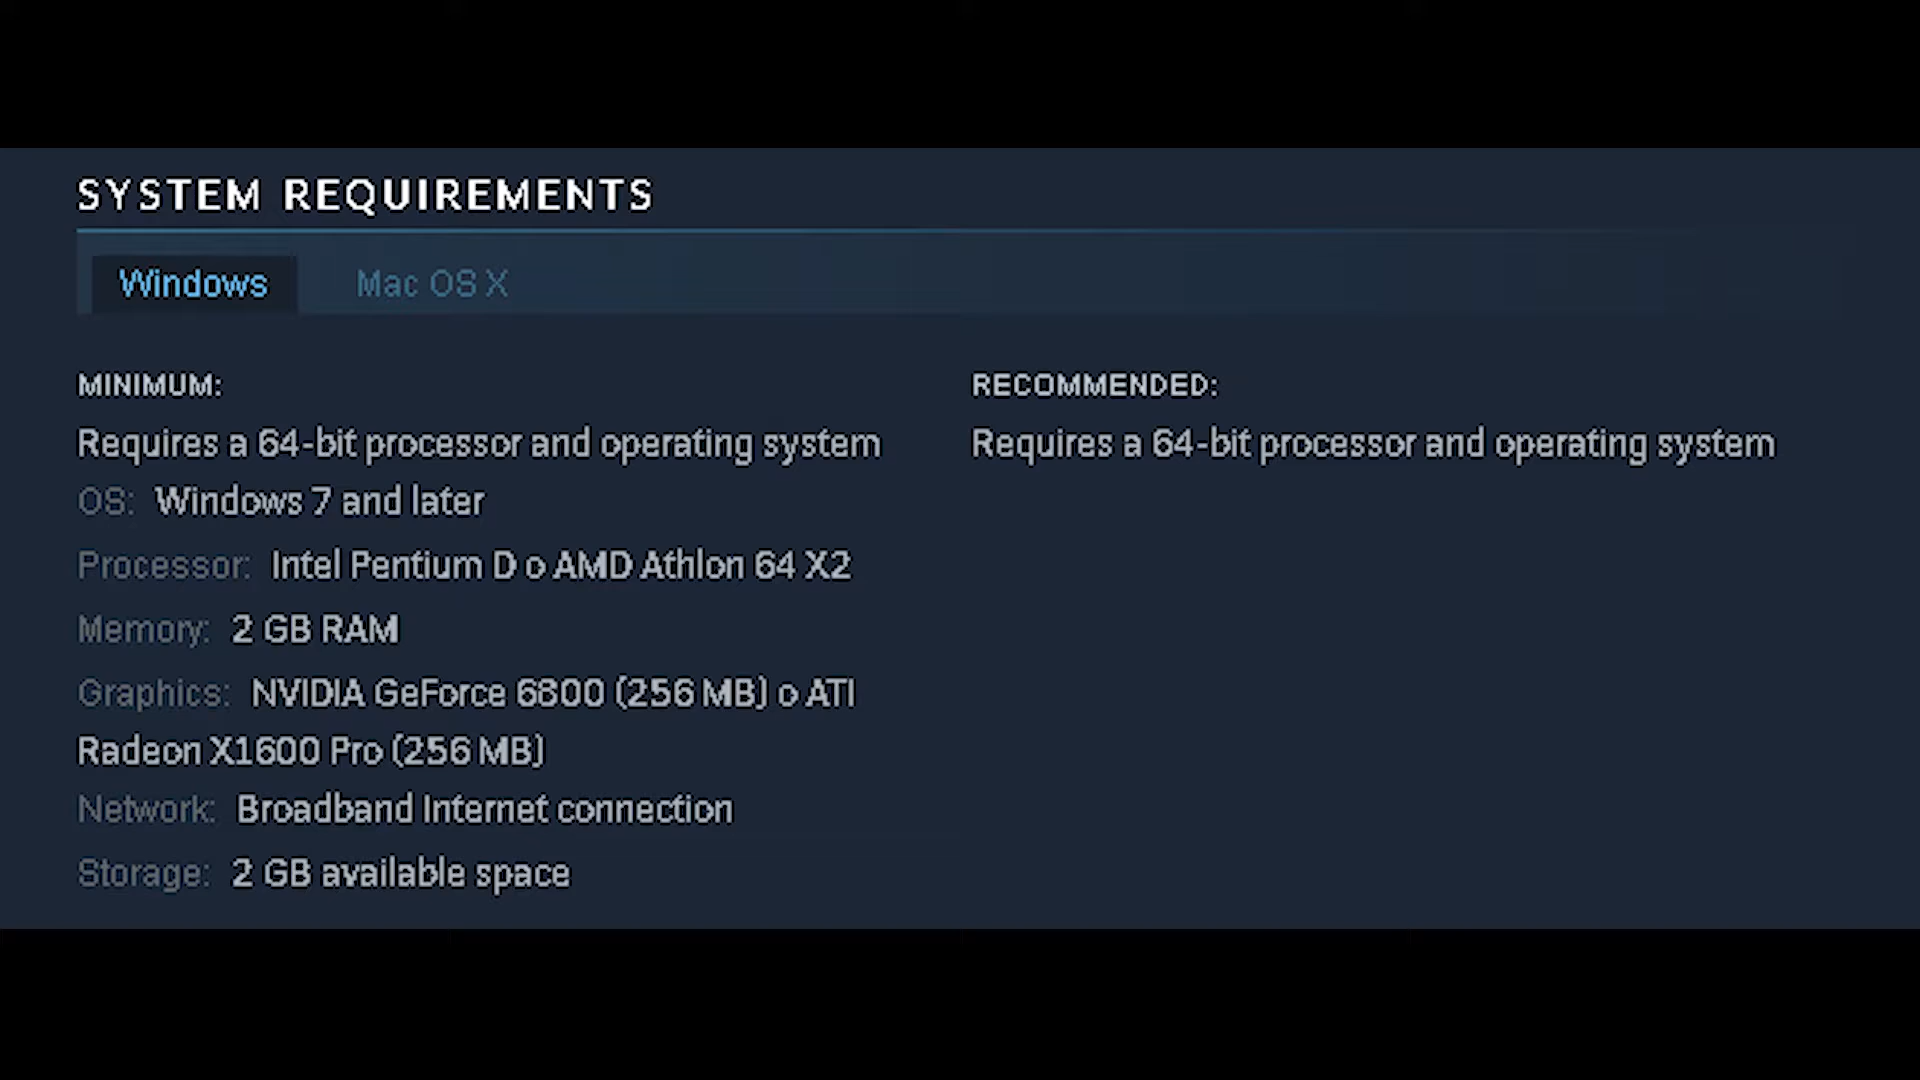 SYSTEM REQUIREMENTS
Windows
Mac OS X
MINIMUM:
Requires a 64-bit processor and operating system
OS: Windows 7 and later
Processor: Intel Pentium D o AMD Athlon 64 X2
Memory: 2 GB RAM
Graphics: NVIDIA GeForce 6800 (256 MB) o ATI
Radeon X1600 Pro (256 MB)
Network: Broadband Internet connection
Storage: 2 GB available space
RECOMMENDED:
Requires a 64-bit processor and operating system